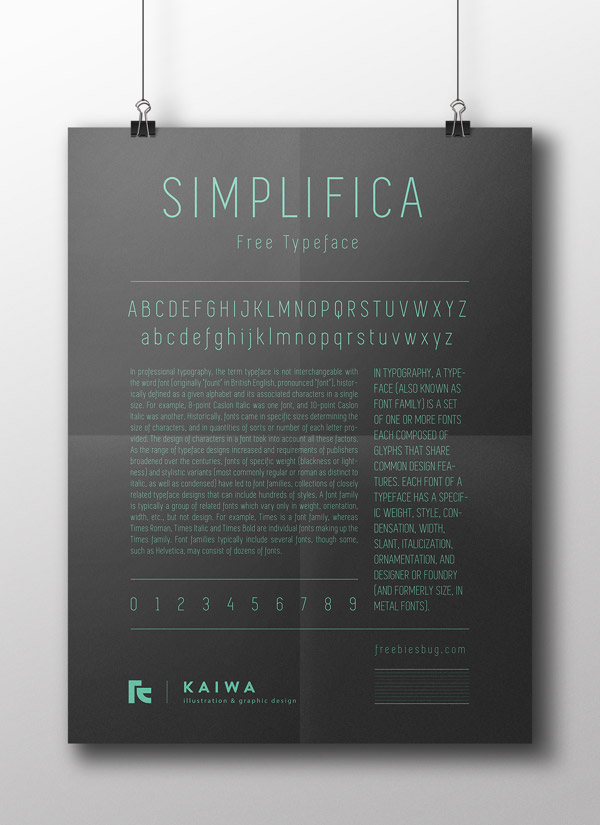 SIMPLIFICA
Free Typeface
ABCDEFGHIJKLMNOPQRSTUVWXYZ
abcdefghijklmnopqrstuvwxyz
In professional typography, the term typeface is not interchangeable with
the word font (originally "fount" in British English, pronounced "font"), histor-
ically defined as a given alphabet and its associated characters in a single
size. For example, 8-point Caslon Italic was one font, and 10-point Caslon
Italic was another. Historically, fonts came in specific sizes determining the
size of characters, and in quantities of sorts or number of each letter pro-
vided. The design of characters in a font took into account all these factors.
As the range of typeface designs increased and requirements of publishers
broadened over the centuries, fonts of specific weight (blackness or light-
ness) and stylistic variants (most commonly regular or roman as distinct to
italic, as well as condensed) have led to font families, collections of closely
related typeface designs that can include hundreds of styles. A font family
is typically a group of related fonts which vary only in weight, orientation,
width, etc., but not design. For example, Times is a font family, whereas
Times Roman, Times Italic and Times Bold are individual fonts making up the
Times family. Font families typically include several fonts, though some,
such as Helvetica, may consist of dozens of fonts.
IN TYPOGRAPHY, A TYPE-
FACE (ALSO KNOWN AS
FONT FAMILY) IS A SET
OF ONE OR MORE FONTS
EACH COMPOSED OF
GLYPHS THAT SHARE
COMMON DESIGN FEA-
TURES. EACH FONT OF A
TYPEFACE HAS A SPECIF-
IC WEIGHT, STYLE, CON-
DENSATION, WIDTH,
SLANT, ITALICIZATION,
ORNAMENTATION, AND
DESIGNER OR FOUNDRY
(AND FORMERLY SIZE, IN
METAL FONTS).
0 1 2 3 4 5 6 7 8 9
freebiesbug.com
KAIWA
illustration & graphic design